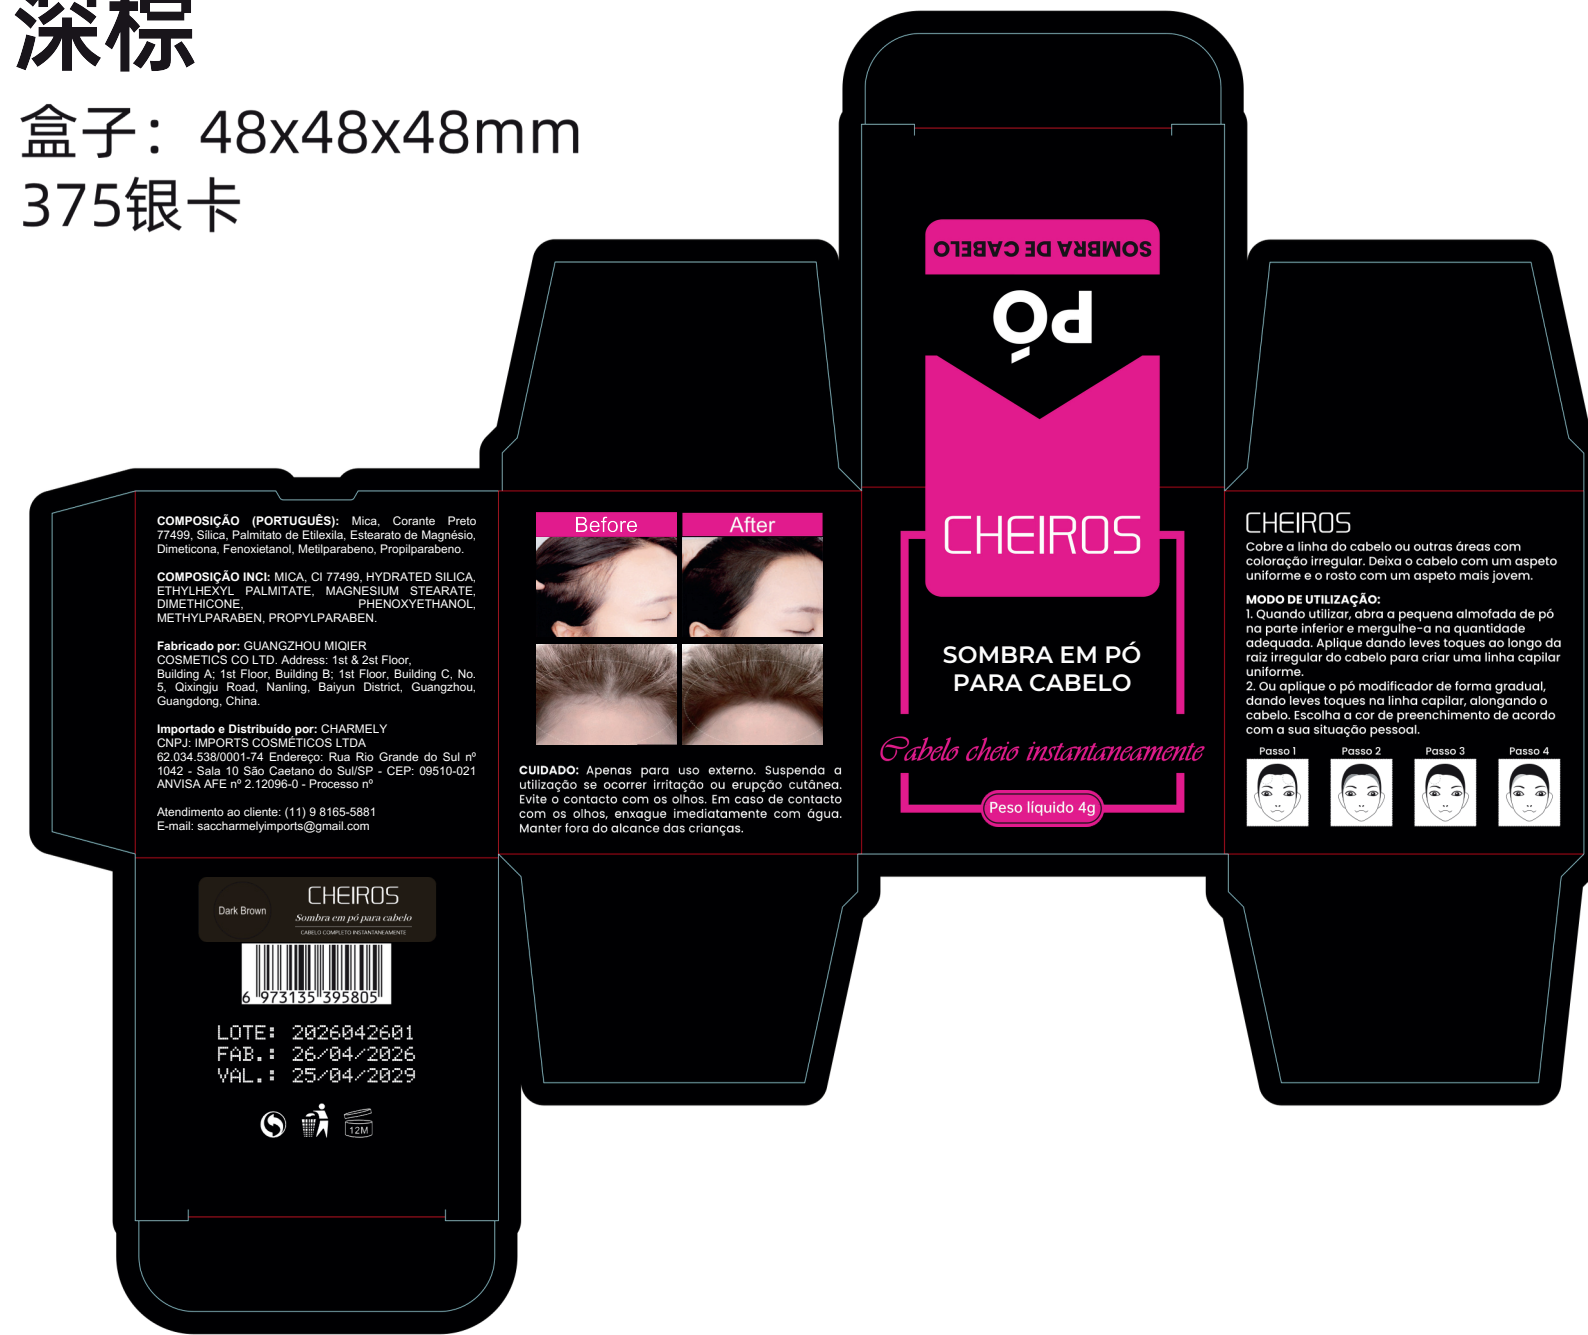 深棕
盒子：48x48x48mm
375银卡
SOMBRA DE CABELO
PÓ
CHEIROS
SOMBRA EM PÓ
PARA CABELO
Cabelo cheio instantaneamente
Peso líquido 4g
COMPOSIÇÃO (PORTUGUÊS): Mica, Corante Preto
77499, Sílica, Palmitato de Etilexila, Estearato de Magnésio,
Dimeticona, Fenoxietanol, Metilparabeno, Propilparabeno.
COMPOSIÇÃO INCI: MICA, CI 77499, HYDRATED SILICA,
ETHYLHEXYL PALMITATE, MAGNESIUM STEARATE,
DIMETHICONE, PHENOXYETHANOL,
METHYLPARABEN, PROPYLPARABEN.
Fabricado por: GUANGZHOU MIQIER
COSMETICS CO LTD. Address: 1st & 2st Floor,
Building A; 1st Floor, Building B; 1st Floor, Building C, No.
5, Qixingju Road, Nanling, Baiyun District, Guangzhou,
Guangdong, China.
Importado e Distribuído por: CHARMELY
CNPJ: IMPORTS COSMÉTICOS LTDA
62.034.538/0001-74 Endereço: Rua Rio Grande do Sul nº
1042 - Sala 10 São Caetano do Sul/SP - CEP: 09510-021
ANVISA AFE nº 2.12096-0 - Processo nº
Atendimento ao cliente: (11) 9 8165-5881
E-mail: saccharmelyimports@gmail.com
Before
After
CUIDADO: Apenas para uso externo. Suspenda a
utilização se ocorrer irritação ou erupção cutânea.
Evite o contacto com os olhos. Em caso de contacto
com os olhos, enxague imediatamente com água.
Manter fora do alcance das crianças.
CHEIROS
Cobre a linha do cabelo ou outras áreas com
coloração irregular. Deixa o cabelo com um aspeto
uniforme e o rosto com um aspeto mais jovem.
MODO DE UTILIZAÇÃO:
1. Quando utilizar, abra a pequena almofada de pó
na parte inferior e mergulhe-a na quantidade
adequada. Aplique dando leves toques ao longo da
raiz irregular do cabelo para criar uma linha capilar
uniforme.
2. Ou aplique o pó modificador de forma gradual,
dando leves toques na linha capilar, alongando o
cabelo. Escolha a cor de preenchimento de acordo
com a sua situação pessoal.
Passo 1
Passo 2
Passo 3
Passo 4
Dark Brown
CHEIROS
Sombra em pó para cabelo
CABELO COMPLETO INSTANTANEAMENTE
6 973135 395805
LOTE: 2026042601
FAB.: 26/04/2026
VAL.: 25/04/2029
12M